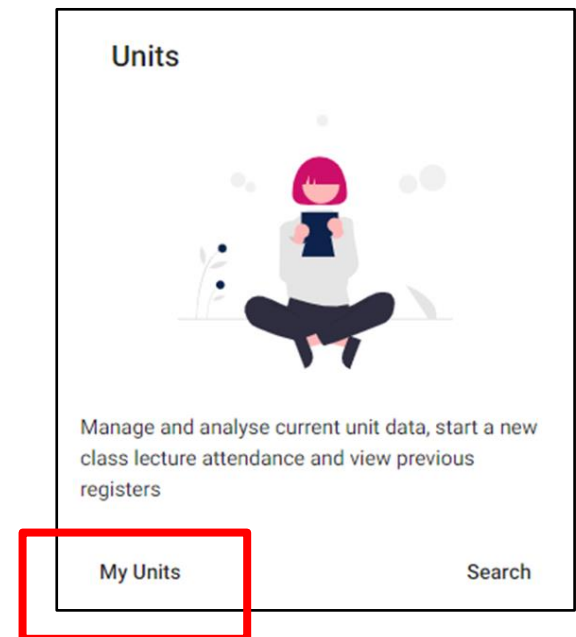 Units
Manage and analyse current unit data, start a new
class lecture attendance and view previous
registers
My Units Search